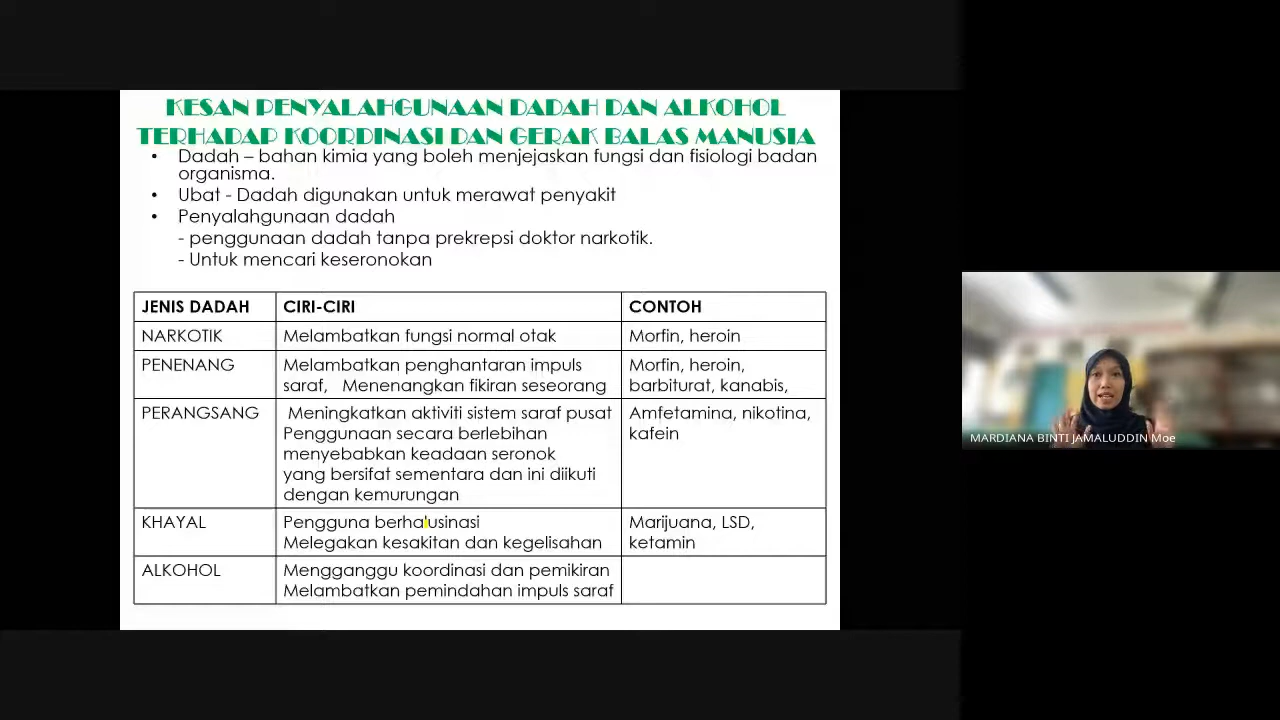 KESAN PENYALAHGUNAAN DADAH DAN ALKOHOL
TERHADAP KOORDINASI DAN GERAK BALAS MANUSIA
• Dadah – bahan kimia yang boleh menjejaskan fungsi dan fisiologi badan
organisma.
• Ubat - Dadah digunakan untuk merawat penyakit
• Penyalahgunaan dadah
- penggunaan dadah tanpa prekrepsi doktor narkotik.
- Untuk mencari keseronokan
JENIS DADAH CIRI-CIRI CONTOH
NARKOTIK Melambatkan fungsi normal otak Morfin, heroin
PENENANG Melambatkan penghantaran impuls Morfin, heroin,
saraf, Menenangkan fikiran seseorang barbiturat, kanabis,
PERANGSANG Meningkatkan aktiviti sistem saraf pusat Amfetamina, nikotina,
Penggunaan secara berlebihan kafein
menyebabkan keadaan seronok
yang bersifat sementara dan ini diikuti
dengan kemurungan
KHAYAL Pengguna berhalusinasi Marijuana, LSD,
Melegakan kesakitan dan kegelisahan ketamin
ALKOHOL Mengganggu koordinasi dan pemikiran
Melambatkan pemindahan impuls saraf
MARDIANA BINTI JAMALUDDIN Moe